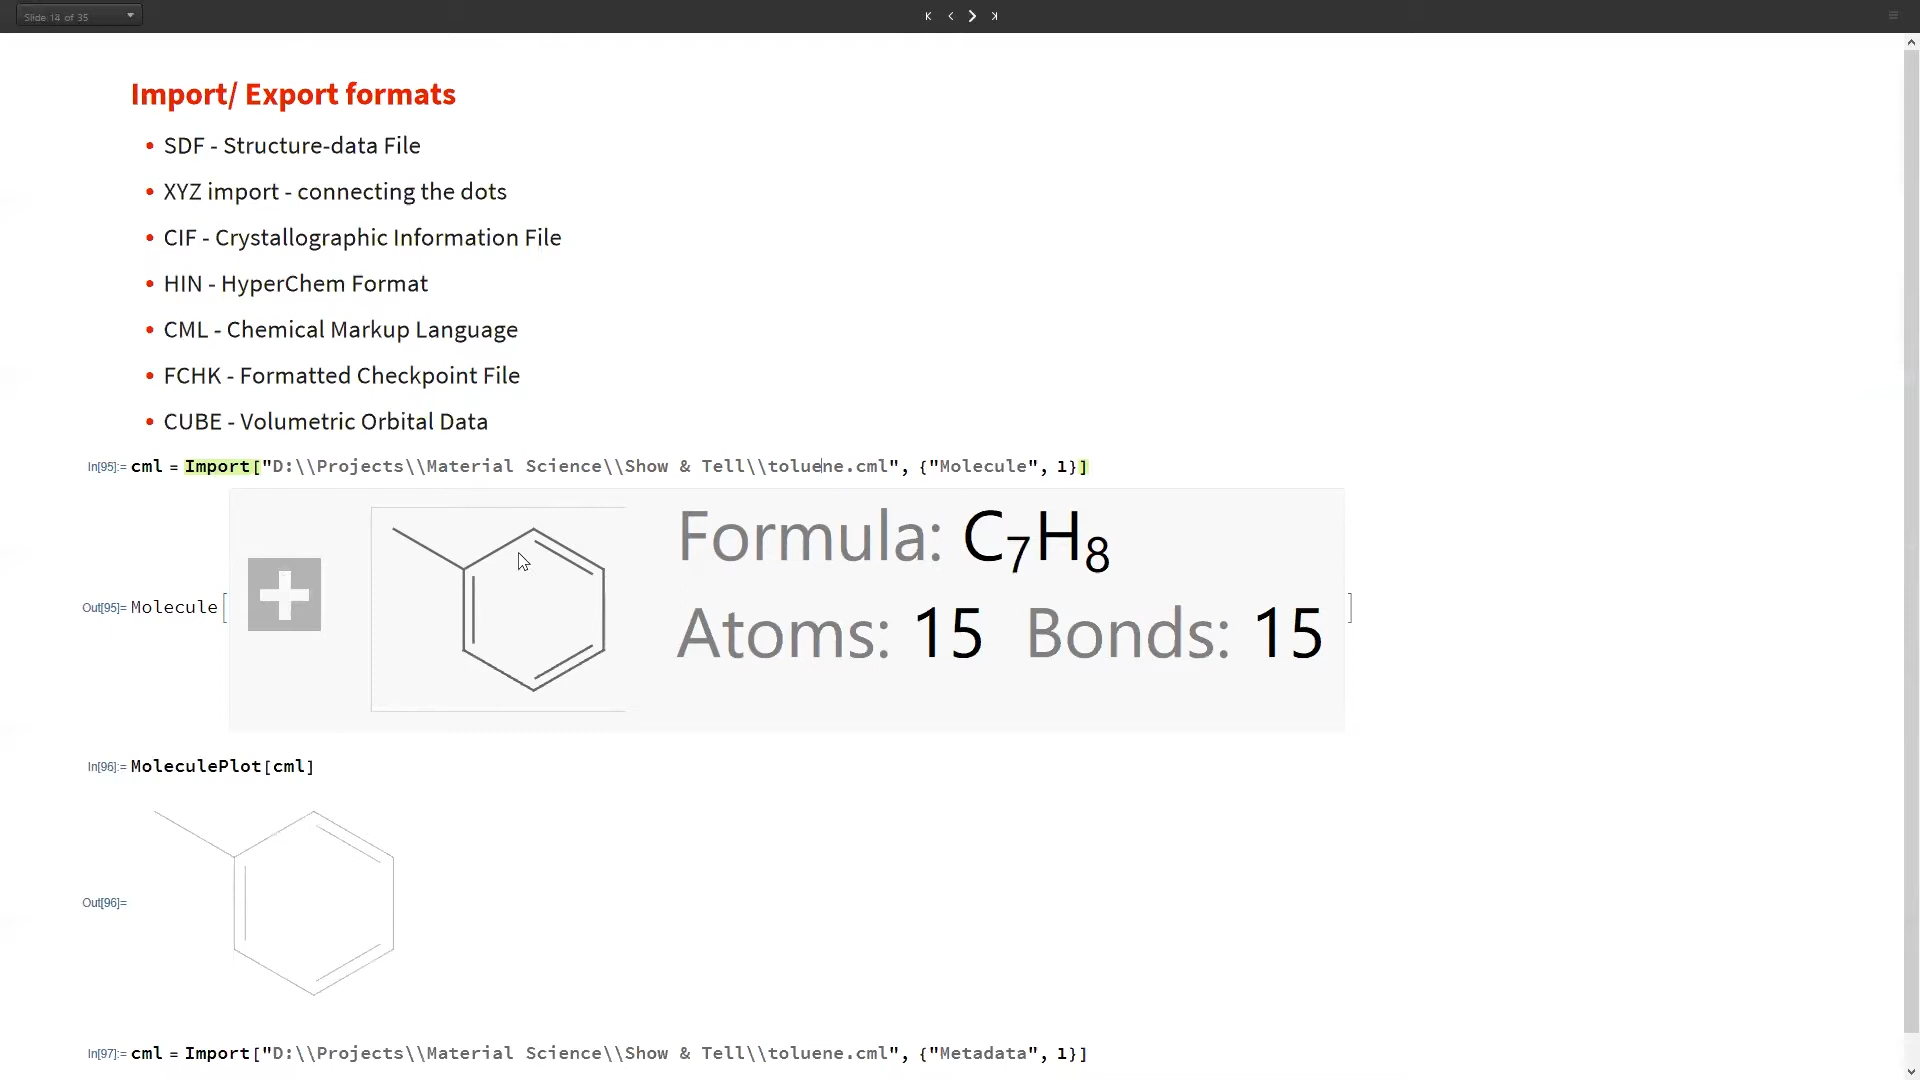 Slide 14 of 35
Import/ Export formats
• SDF - Structure-data File
• XYZ import - connecting the dots
• CIF - Crystallographic Information File
• HIN - HyperChem Format
• CML - Chemical Markup Language
• FCHK - Formatted Checkpoint File
• CUBE - Volumetric Orbital Data
In[95]:= cml = Import["D:\\Projects\\Material Science\\Show & Tell\\toluene.cml", {"Molecule", 1}]
Formula: C₇H₈
Out[95]= Molecule[ ]
Atoms: 15 Bonds: 15
In[96]:= MoleculePlot[cml]
Out[96]=
In[97]:= cml = Import["D:\\Projects\\Material Science\\Show & Tell\\toluene.cml", {"Metadata", 1}]